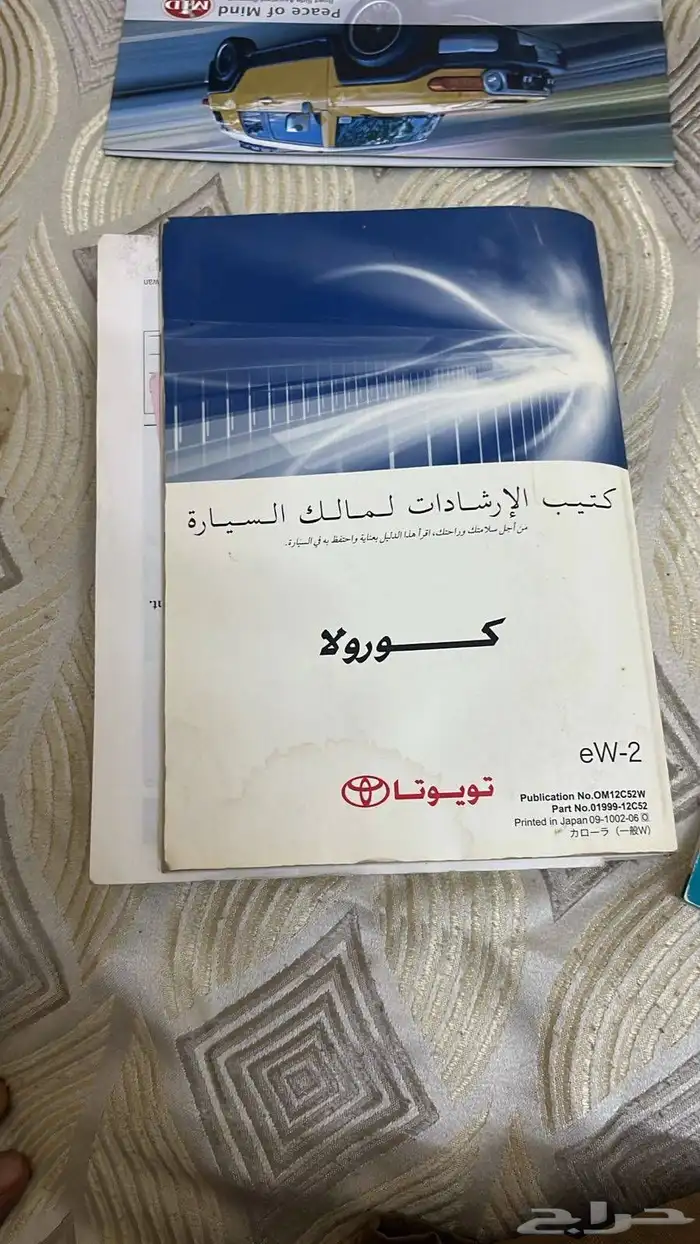 Peace of Mind
كتيب الإرشادات لمالك السيارة
من أجل سلامتك وراحتك، اقرأ هذا الدليل بعناية واحتفظ به في السيارة.
كورولا
eW-2
تويوتا
Publication No.OM12C52W
Part No.01999-12C52
Printed in Japan 09-1002-06
カローラ（一般W）
حراج